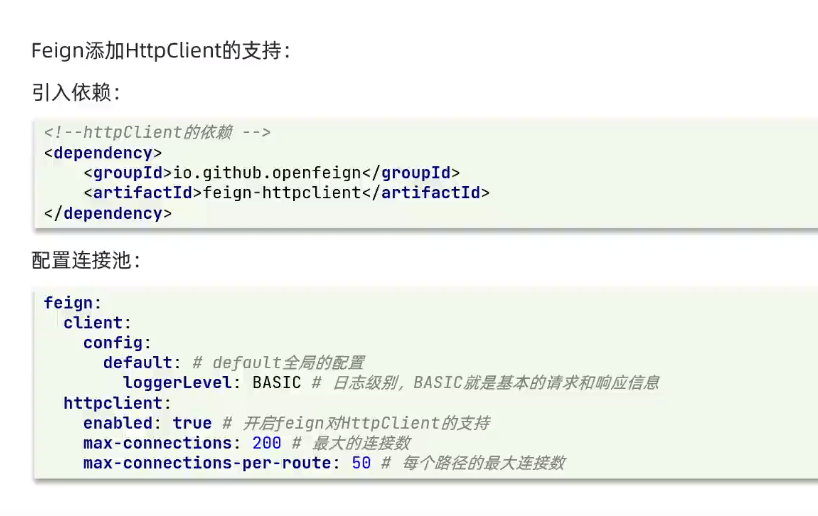 Feign添加HttpClient的支持：
引入依赖：
<!--httpClient的依赖 -->
<dependency>
    <groupId>io.github.openfeign</groupId>
    <artifactId>feign-httpclient</artifactId>
</dependency>
配置连接池：
feign:
  client:
    config:
      default: # default全局的配置
        loggerLevel: BASIC # 日志级别，BASIC就是基本的请求和响应信息
  httpclient:
    enabled: true # 开启feign对HttpClient的支持
    max-connections: 200 # 最大的连接数
    max-connections-per-route: 50 # 每个路径的最大连接数